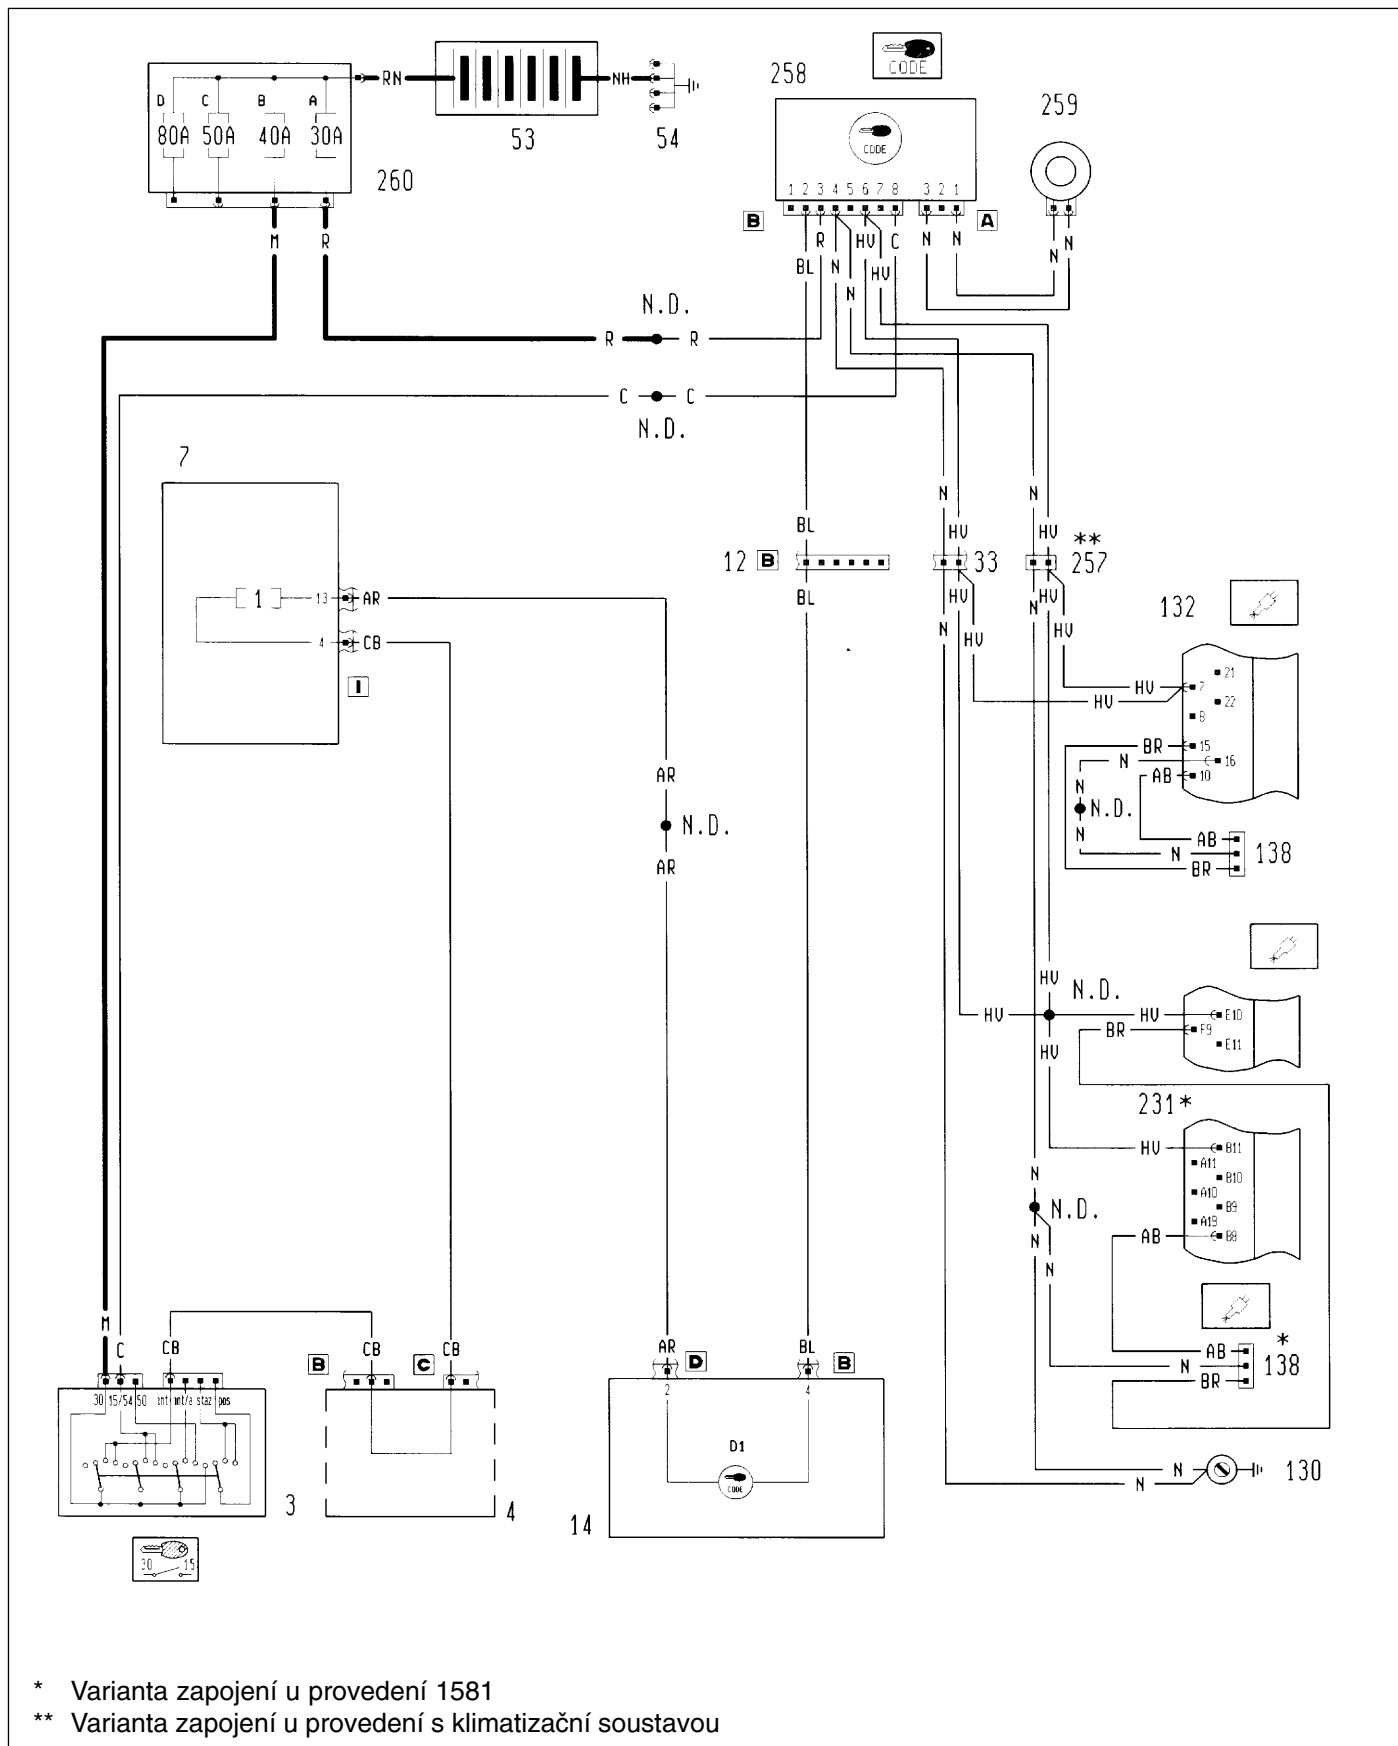 CODE
258
259
RN
NH
D C B A
80A 50A 40A 30A
53
54
260
CODE
1 2 3 4 5 6 7 8
3 2 1
B
A
M
R
R
BL
N
HV
C
HV
N
N
N
N
N
N.D.
R
R
C
C
N.D.
7
1
13
AR
4
CB
I
BL
12 B
BL
N
HV
33
N
HV
**
257
N
HV
HV
N
HV
HV
132
HV
7
21
HV
22
8
BR
15
N
16
AB
10
N
N.D.
N
AB
N
138
BR
AR
N.D.
AR
HV
N.D.
HV
HV
E10
BR
F9
E11
HV
231*
HV
B11
A11
B10
A10
B9
A19
B8
AB
N
N.D.
N
N
*
AB
N
138
BR
N
130
N
M
C
CB
CB
CB
B
C
AR
D
BL
B
30 15/54 50 int int/a staz pos
2
4
D1
CODE
3
4
14
30 15
* Varianta zapojení u provedení 1581
** Varianta zapojení u provedení s klimatizační soustavou